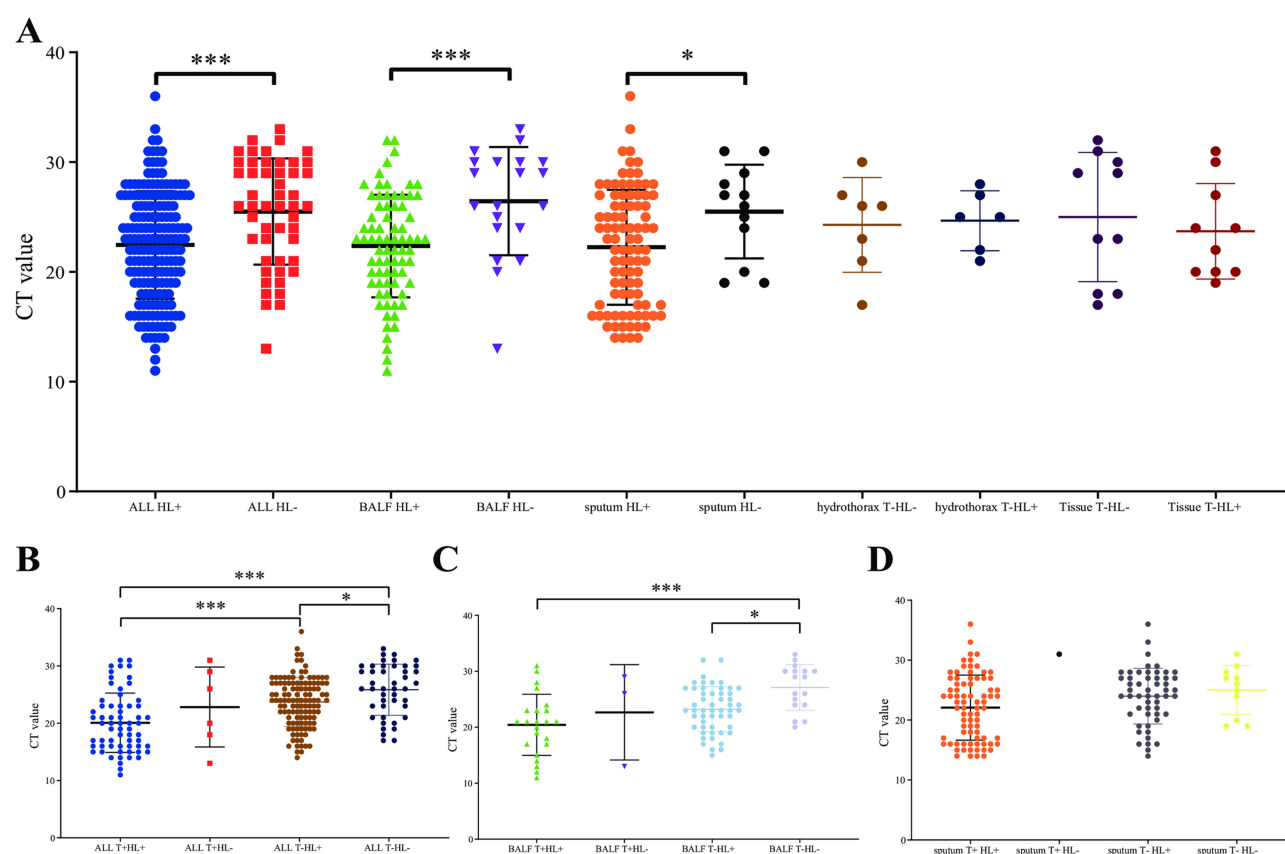 A
40
30
20
10
0
CT value
***
***
*
ALL HL+ ALL HL- BALF HL+ BALF HL- sputum HL+ sputum HL- hydrothorax T-HL- hydrothorax T-HL+ Tissue T-HL- Tissue T-HL+
B
40
30
20
10
0
CT value
***
***
*
ALL T+HL+ ALL T+HL- ALL T-HL+ ALL T-HL-
C
40
30
20
10
0
CT value
***
*
BALF T+HL+ BALF T+HL- BALF T-HL+ BALF T-HL-
D
40
30
20
10
0
CT value
sputum T+ HL+ sputum T+ HL- sputum T- HL+ sputum T- HL-